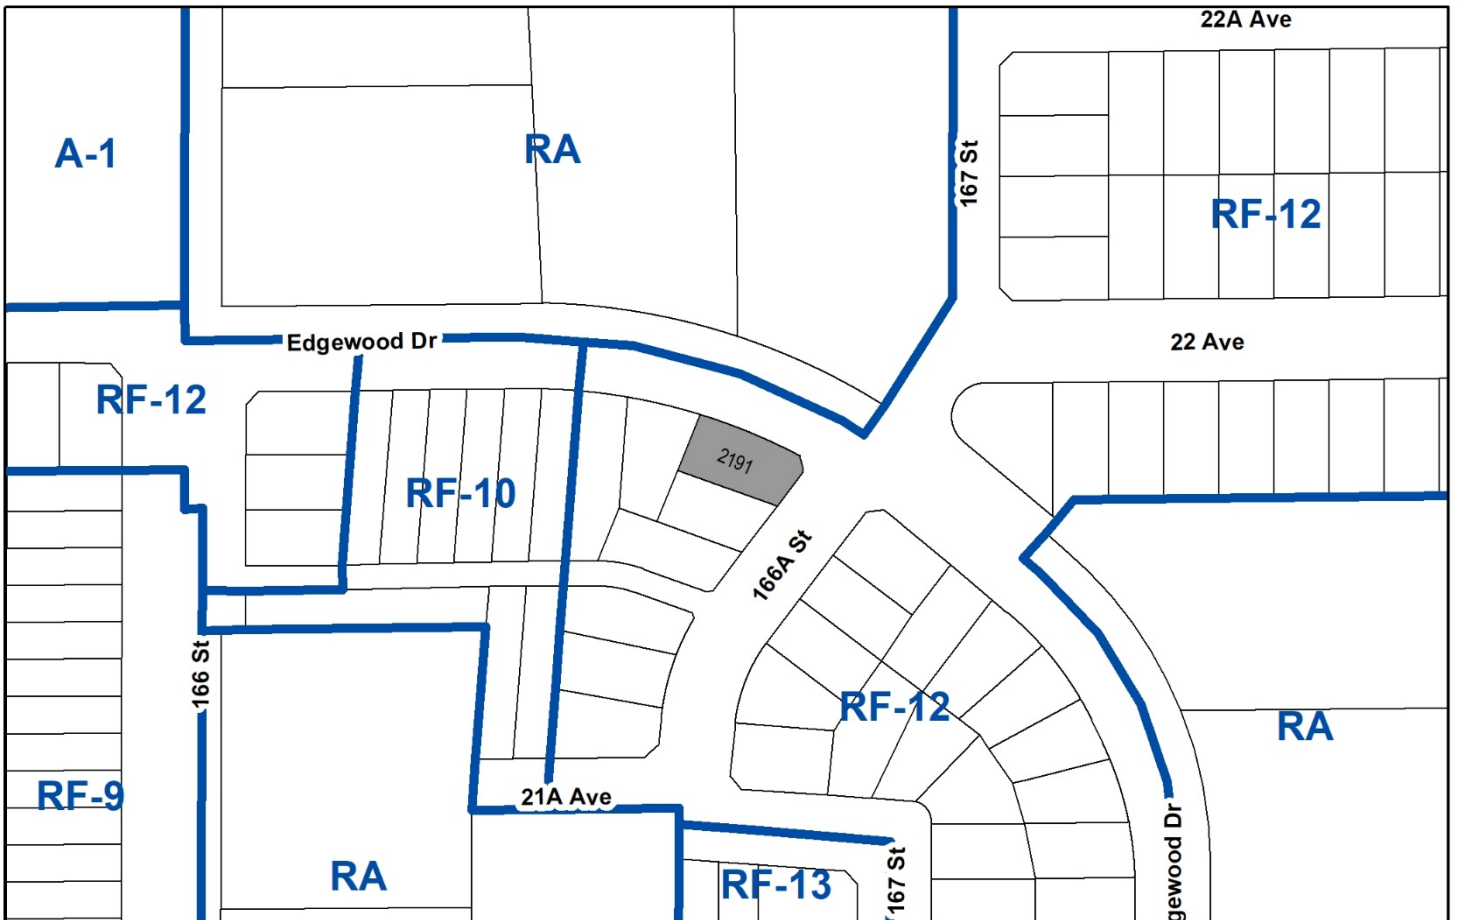 22A Ave
A-1
RA
167 St
RF-12
Edgewood Dr
22 Ave
RF-12
2191
RF-10
166A St
166 St
RF-12
RA
RF-9
21A Ave
RA
RF-13
167 St
gewood Dr